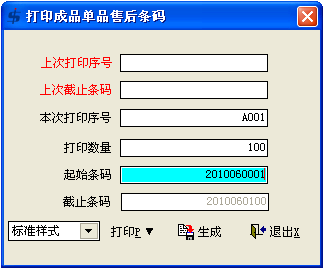 打印成品单品售后条码
上次打印序号
上次截止条码
本次打印序号 A001
打印数量 100
起始条码 2010060001
截止条码 2010060100
标准样式 打印P▼ 生成 退出X